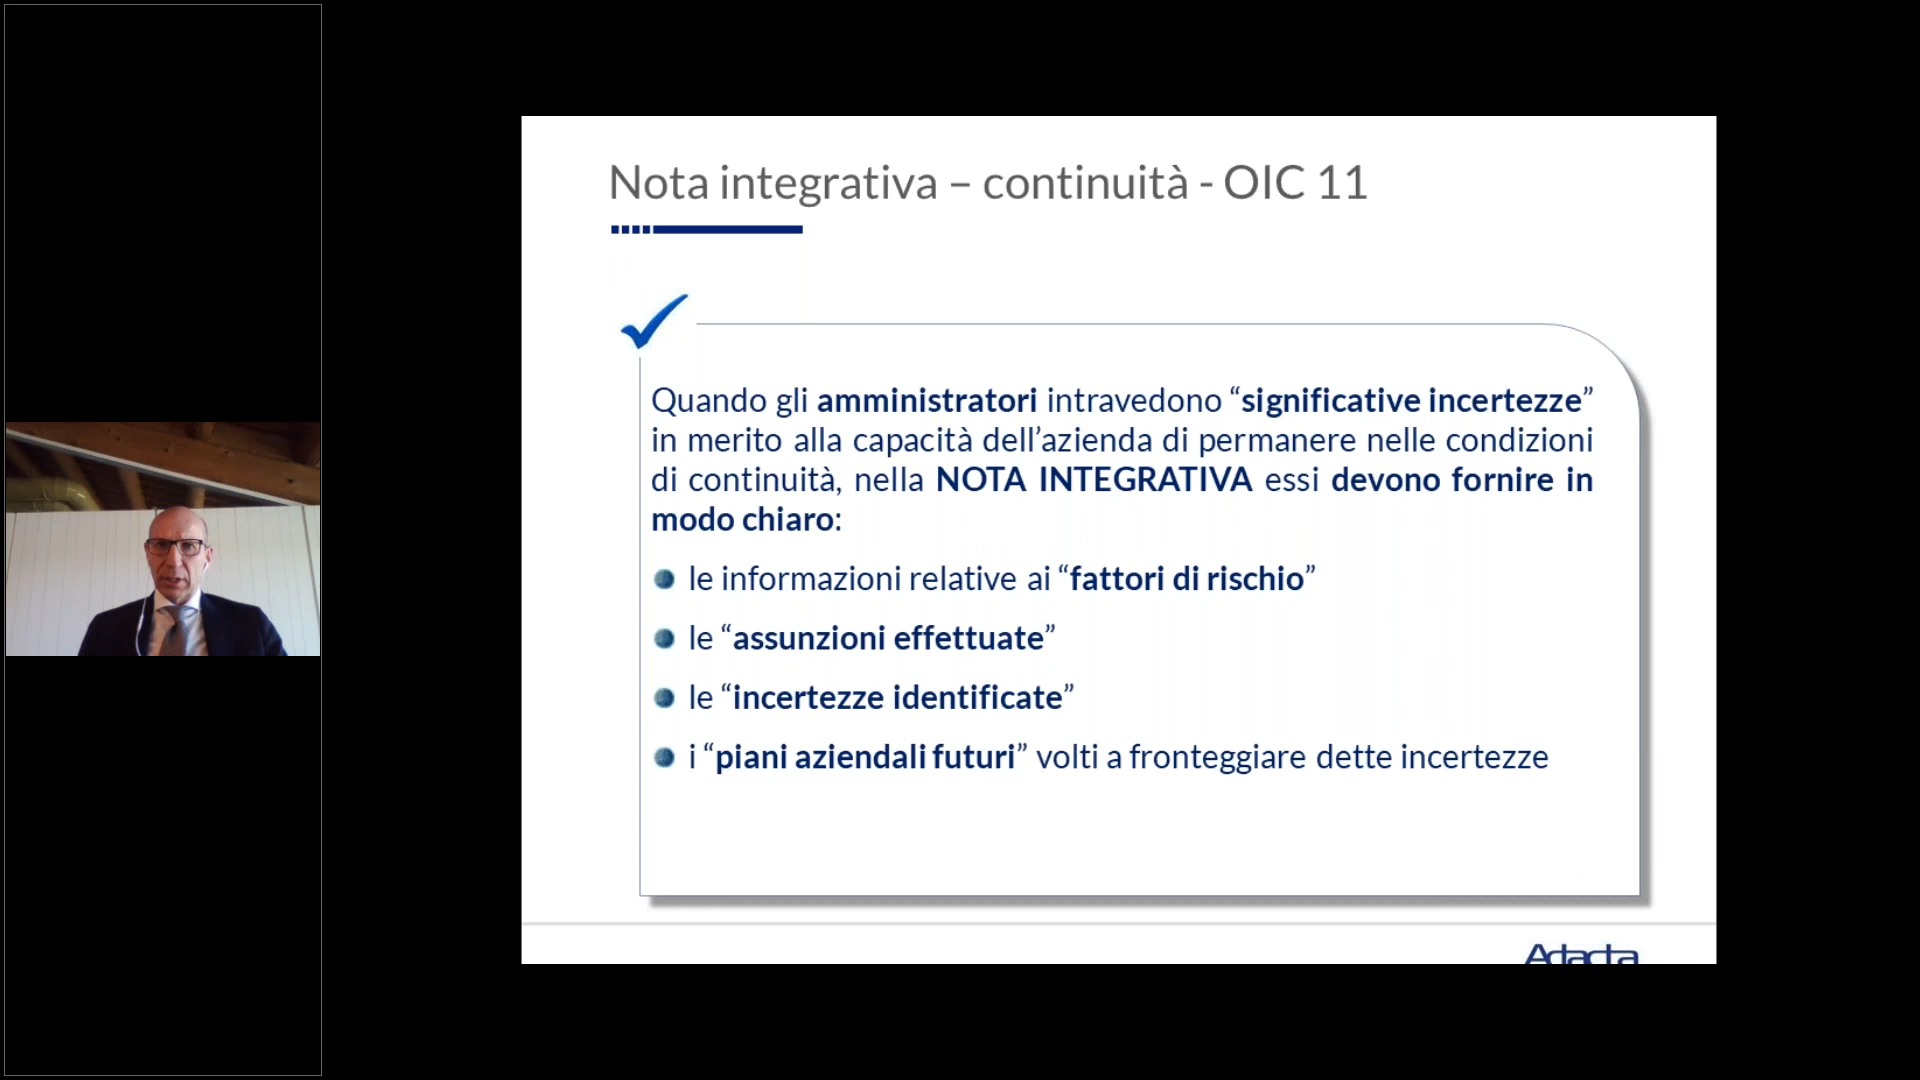 Nota integrativa – continuità - OIC 11
Quando gli amministratori intravedono “significative incertezze”
in merito alla capacità dell’azienda di permanere nelle condizioni
di continuità, nella NOTA INTEGRATIVA essi devono fornire in
modo chiaro:
le informazioni relative ai “fattori di rischio”
le “assunzioni effettuate”
le “incertezze identificate”
i “piani aziendali futuri” volti a fronteggiare dette incertezze
Adacta